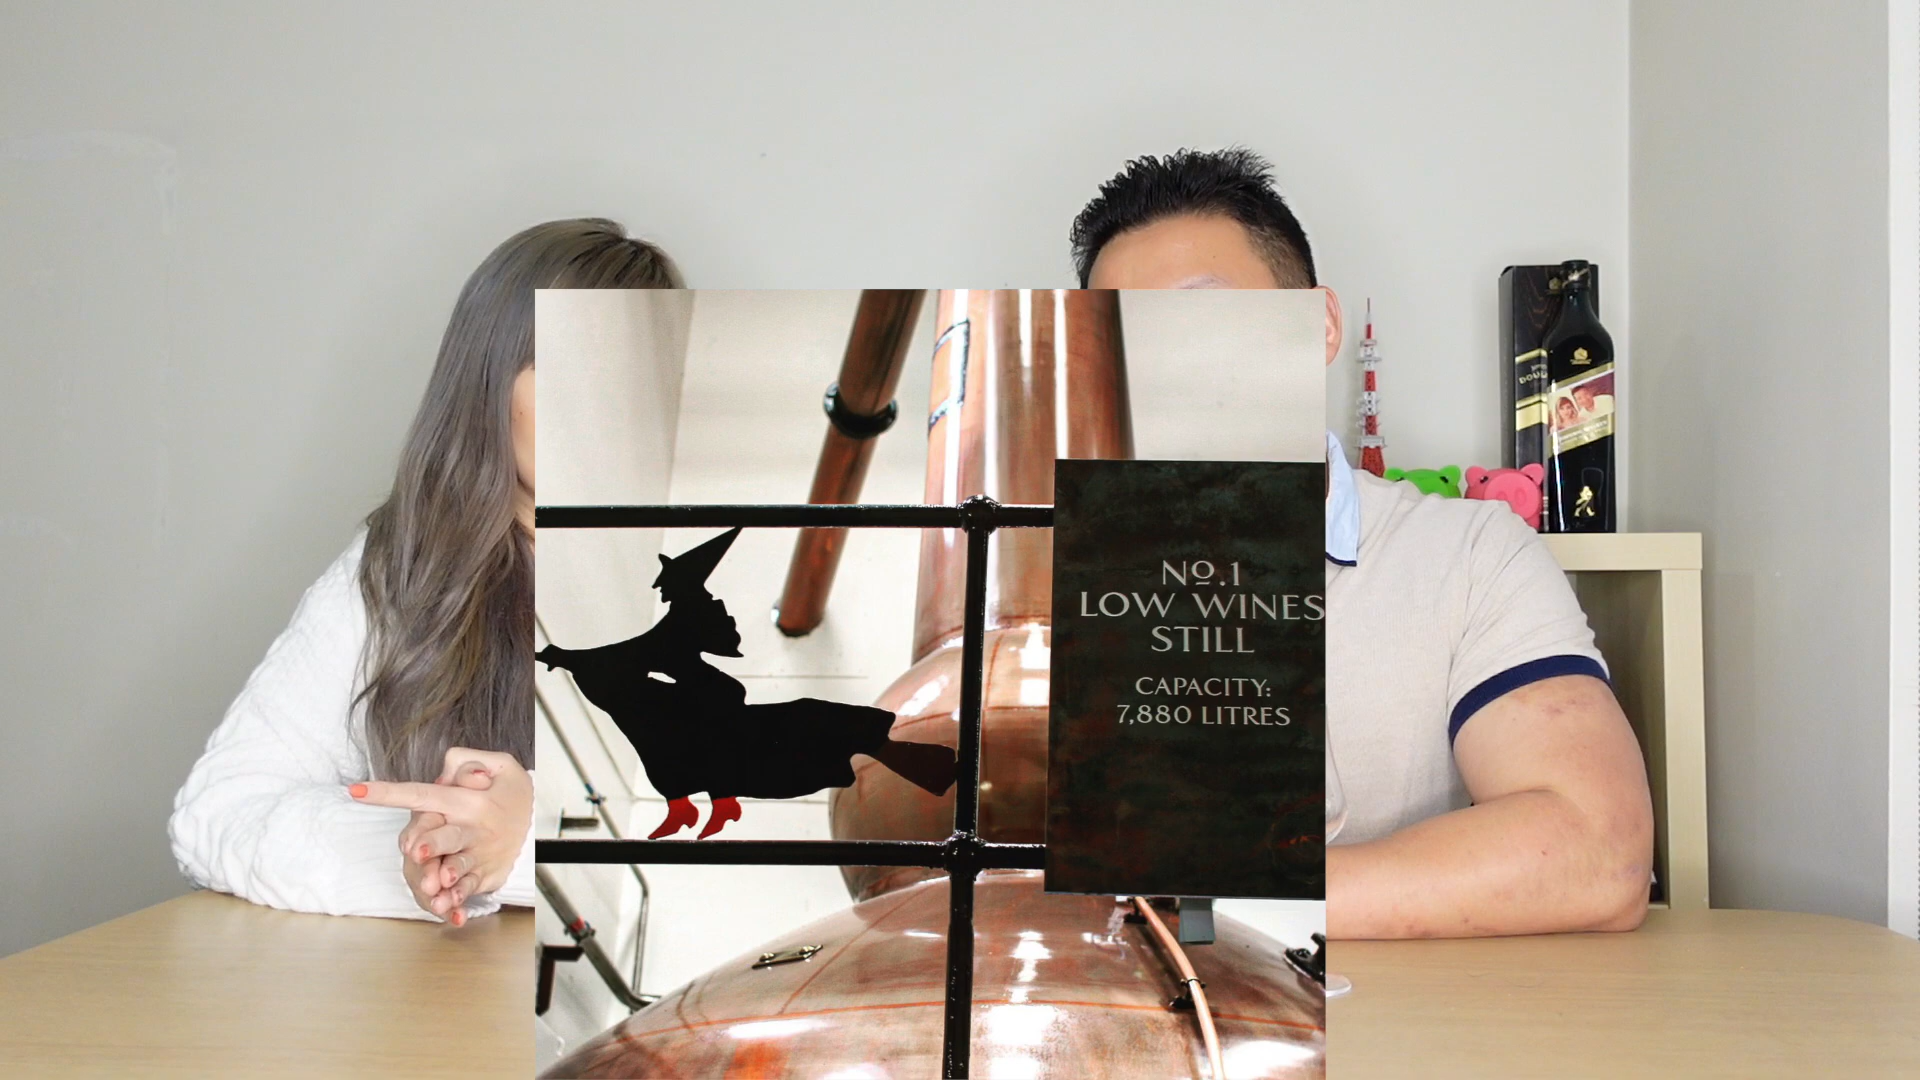 No.1
LOW WINES
STILL
CAPACITY:
7,880 LITRES